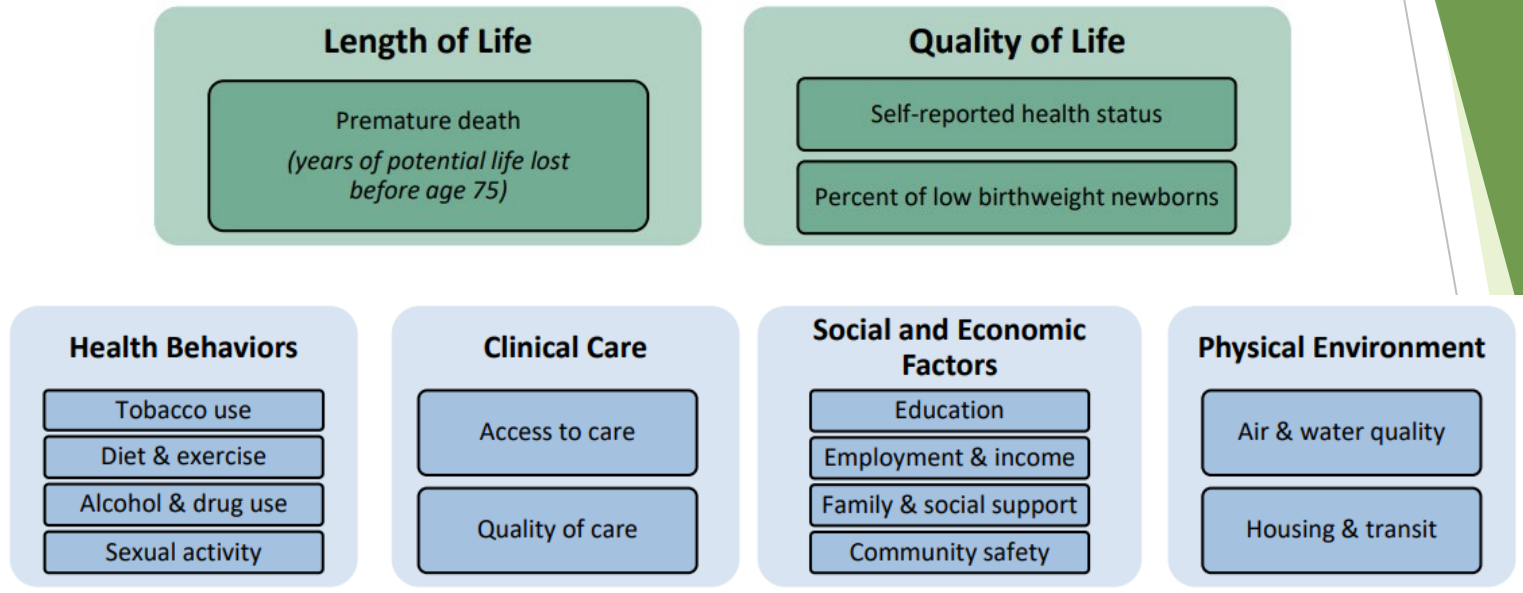 Length of Life
Premature death
(years of potential life lost
before age 75)
Quality of Life
Self-reported health status
Percent of low birthweight newborns
Health Behaviors
Tobacco use
Diet & exercise
Alcohol & drug use
Sexual activity
Clinical Care
Access to care
Quality of care
Social and Economic
Factors
Education
Employment & income
Family & social support
Community safety
Physical Environment
Air & water quality
Housing & transit